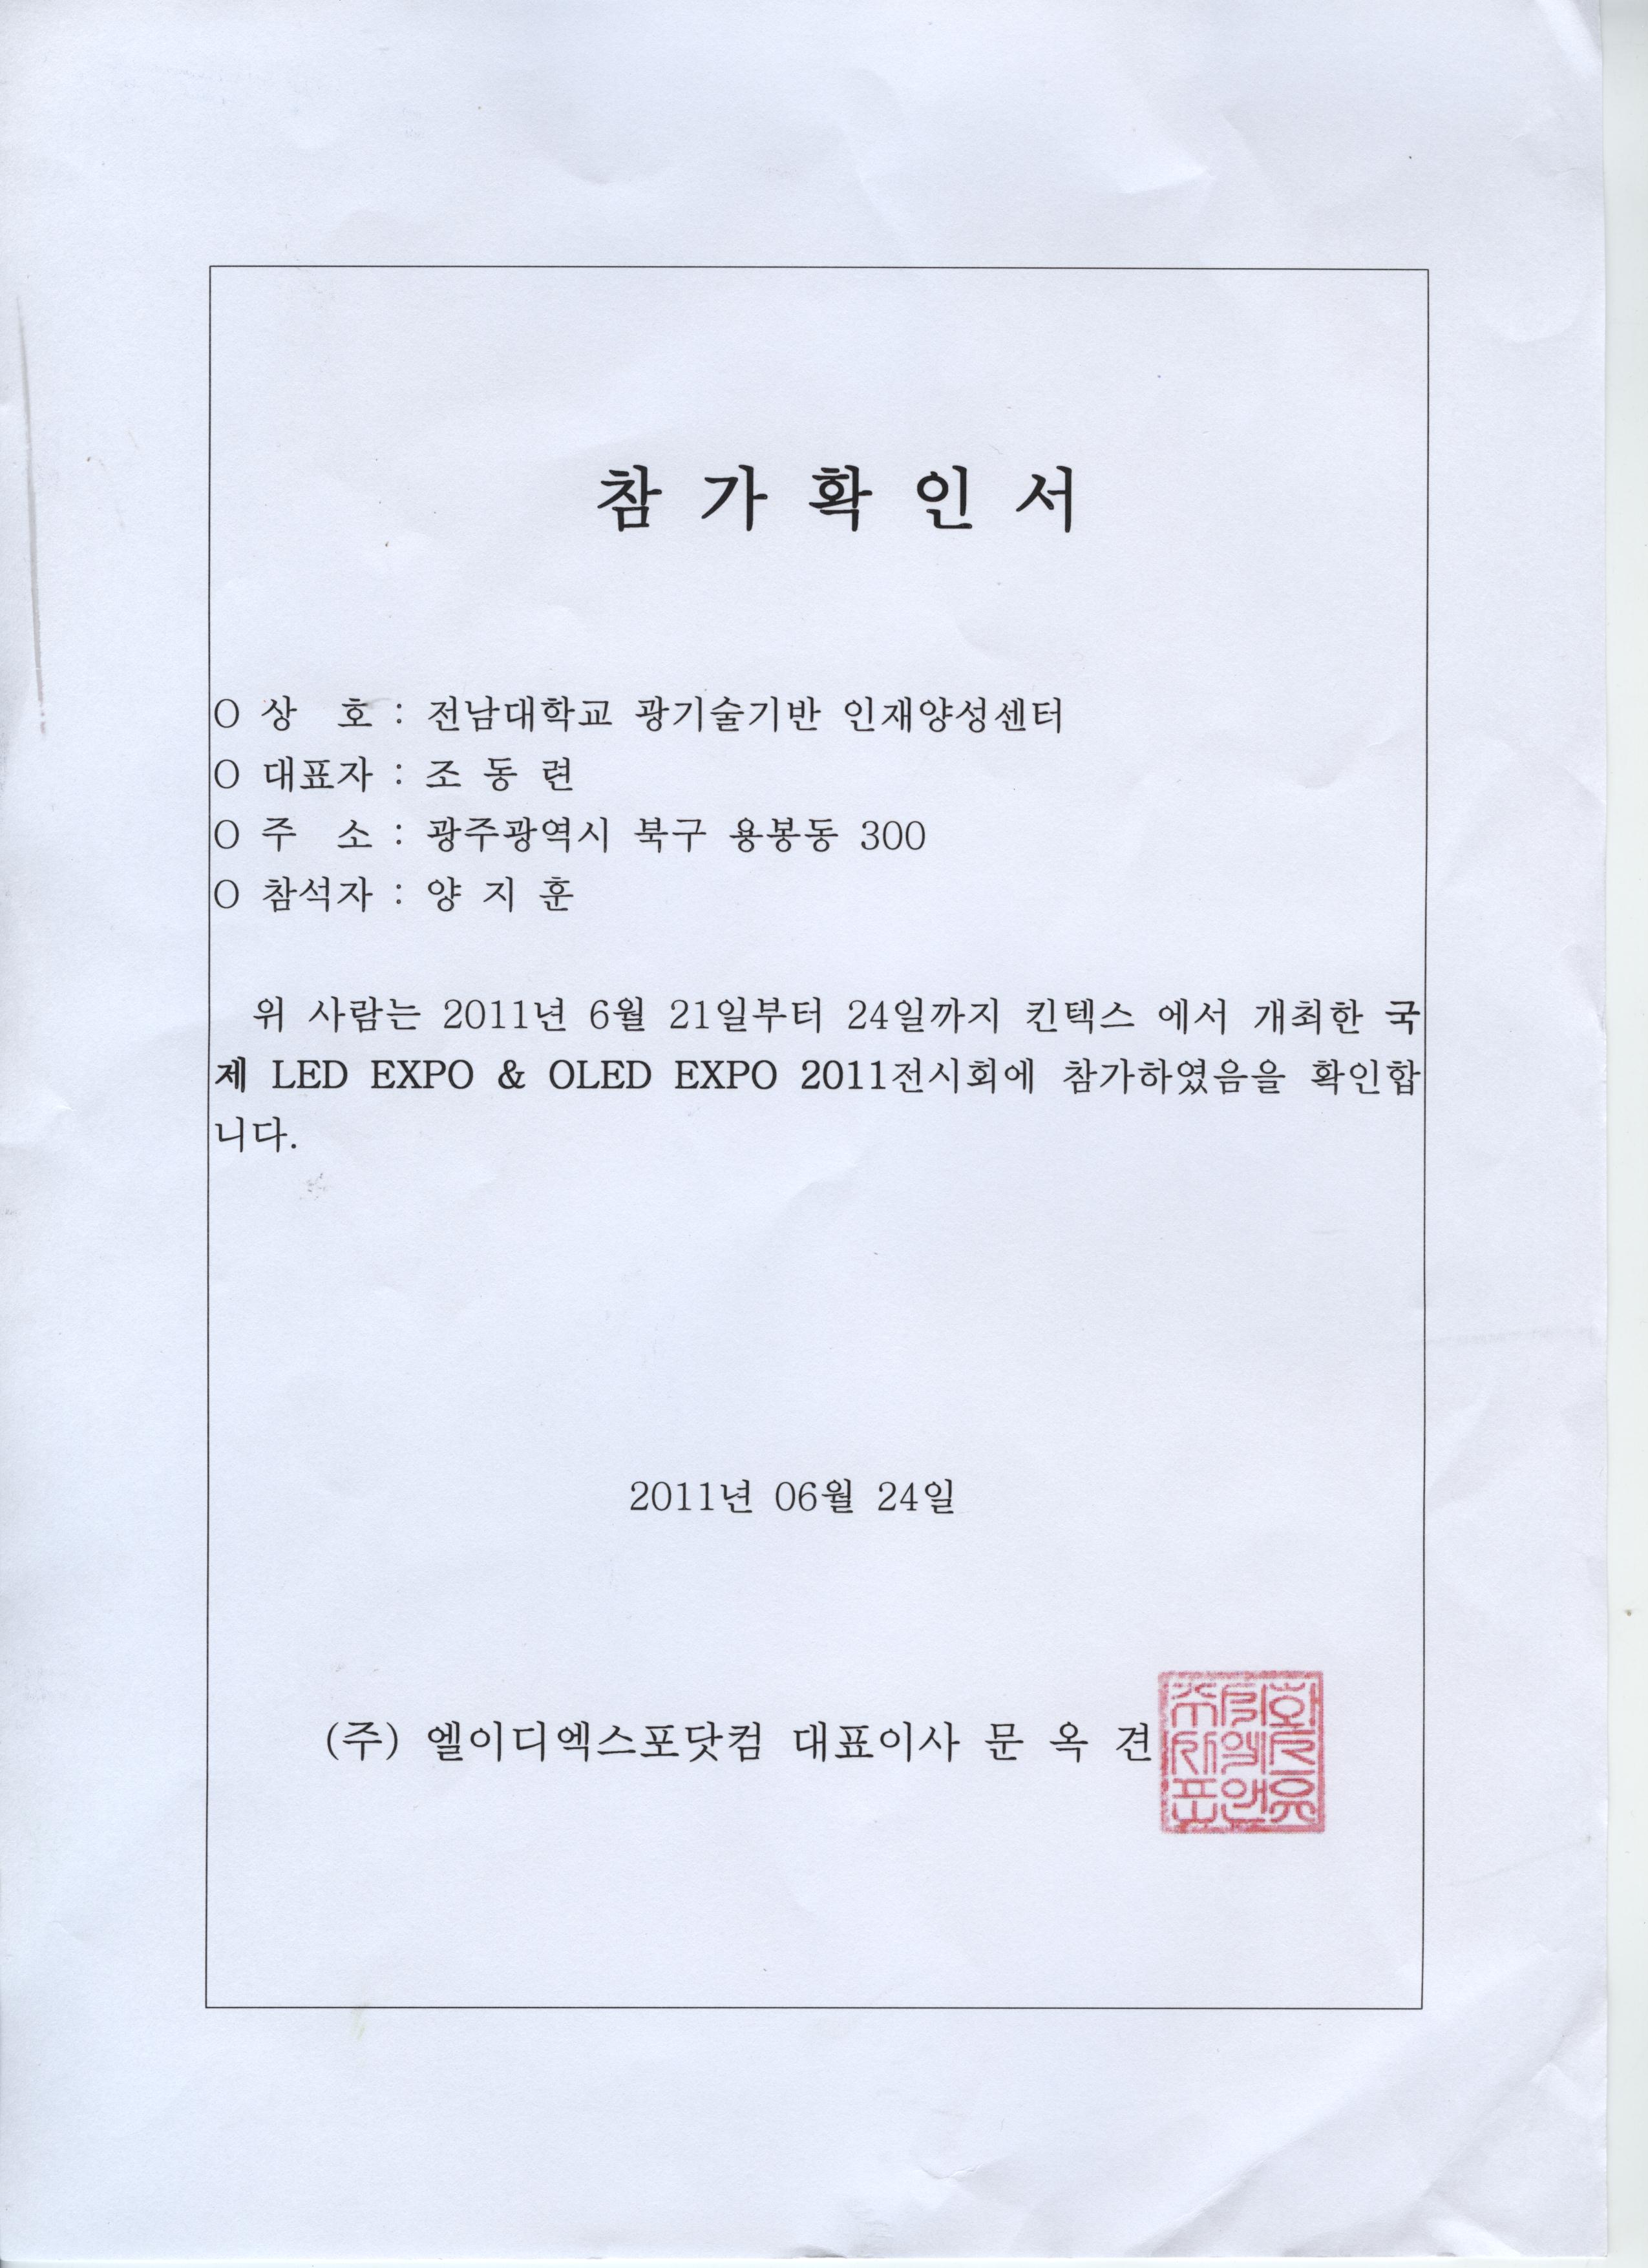 참 가 확 인 서
O 상 호 : 전남대학교 광기술기반 인재양성센터
O 대표자 : 조 동 련
O 주 소 : 광주광역시 북구 용봉동 300
O 참석자 : 양 지 훈
위 사람는 2011년 6월 21일부터 24일까지 킨텍스 에서 개최한 국
제 LED EXPO & OLED EXPO 2011전시회에 참가하였음을 확인합
니다.
2011년 06월 24일
(주) 엘이디엑스포닷컴 대표이사 문 옥 견